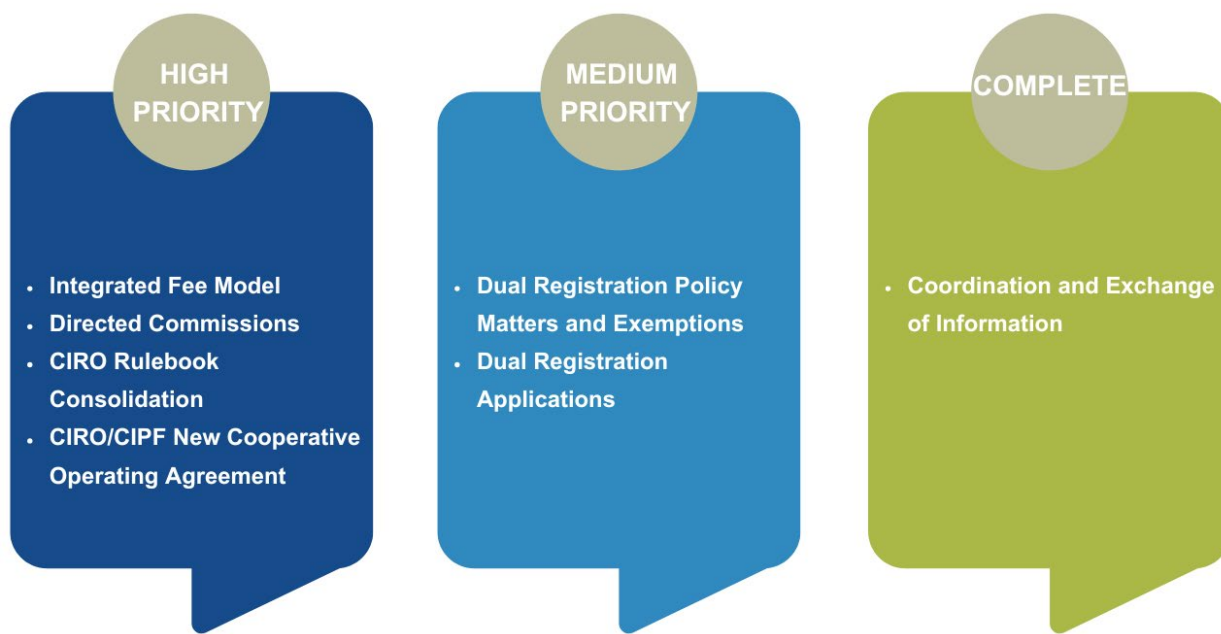 HIGH
PRIORITY
• Integrated Fee Model
• Directed Commissions
• CIRO Rulebook
Consolidation
• CIRO/CIPF New Cooperative
Operating Agreement
MEDIUM
PRIORITY
• Dual Registration Policy
Matters and Exemptions
• Dual Registration
Applications
COMPLETE
• Coordination and Exchange
of Information